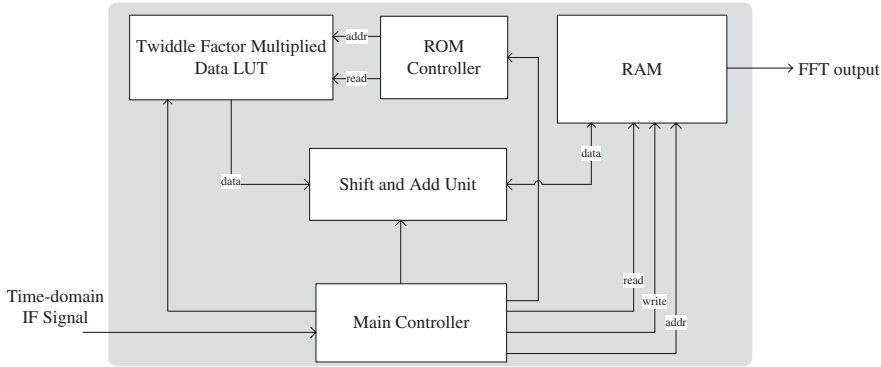 Twiddle Factor Multiplied
Data LUT
addr
read
ROM
Controller
RAM
FFT output
data
Shift and Add Unit
data
Time-domain
IF Signal
Main Controller
read
write
addr